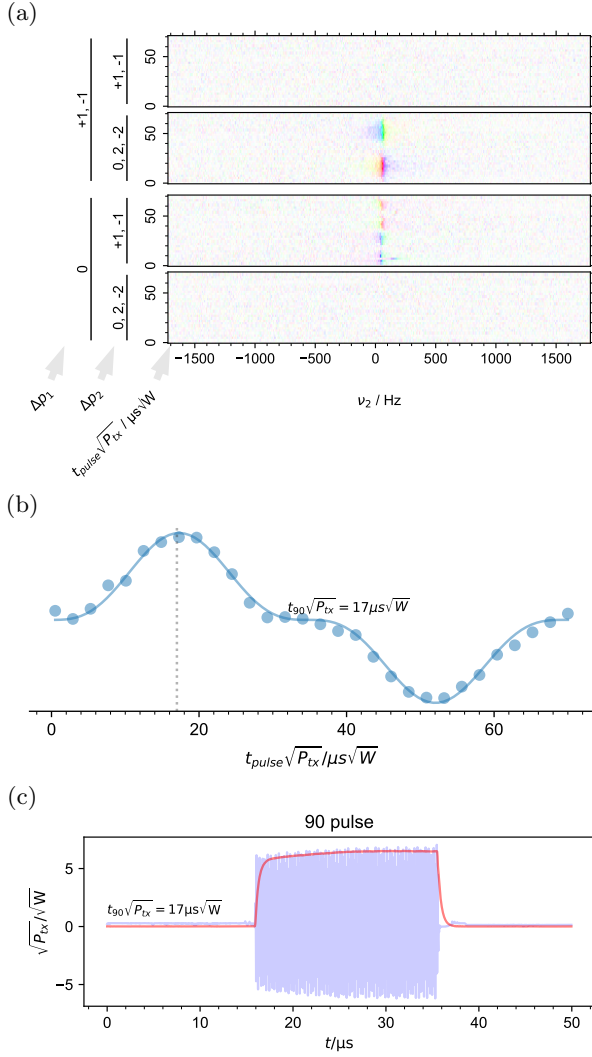 (a)
+1, -1
+1, -1
0
50
0, 2, -2
0
50
0
+1, -1
0
50
0, 2, -2
0
50
−1500 −1000 −500 0 500 1000 1500
Δp₁
Δp₂
t_pulse√P_tx / μs√W
ν₂ / Hz
(b)
t₉₀√P_tx = 17μs√W
0 20 40 60
t_pulse√P_tx/μs√W
(c)
90 pulse
5
0
−5
√P_tx/√W
t₉₀√P_tx = 17μs√W
0 10 20 30 40 50
t/μs